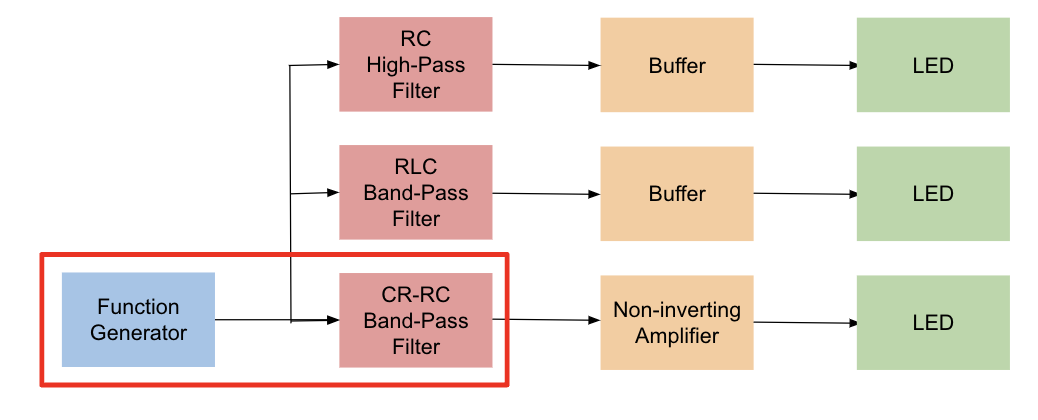 RC
High-Pass
Filter
Buffer
LED
RLC
Band-Pass
Filter
Buffer
LED
Function
Generator
CR-RC
Band-Pass
Filter
Non-inverting
Amplifier
LED